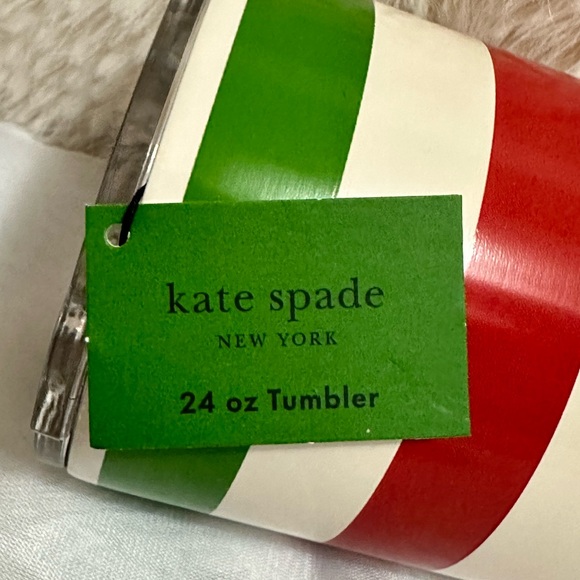 kate spade
NEW YORK
24 oz Tumbler